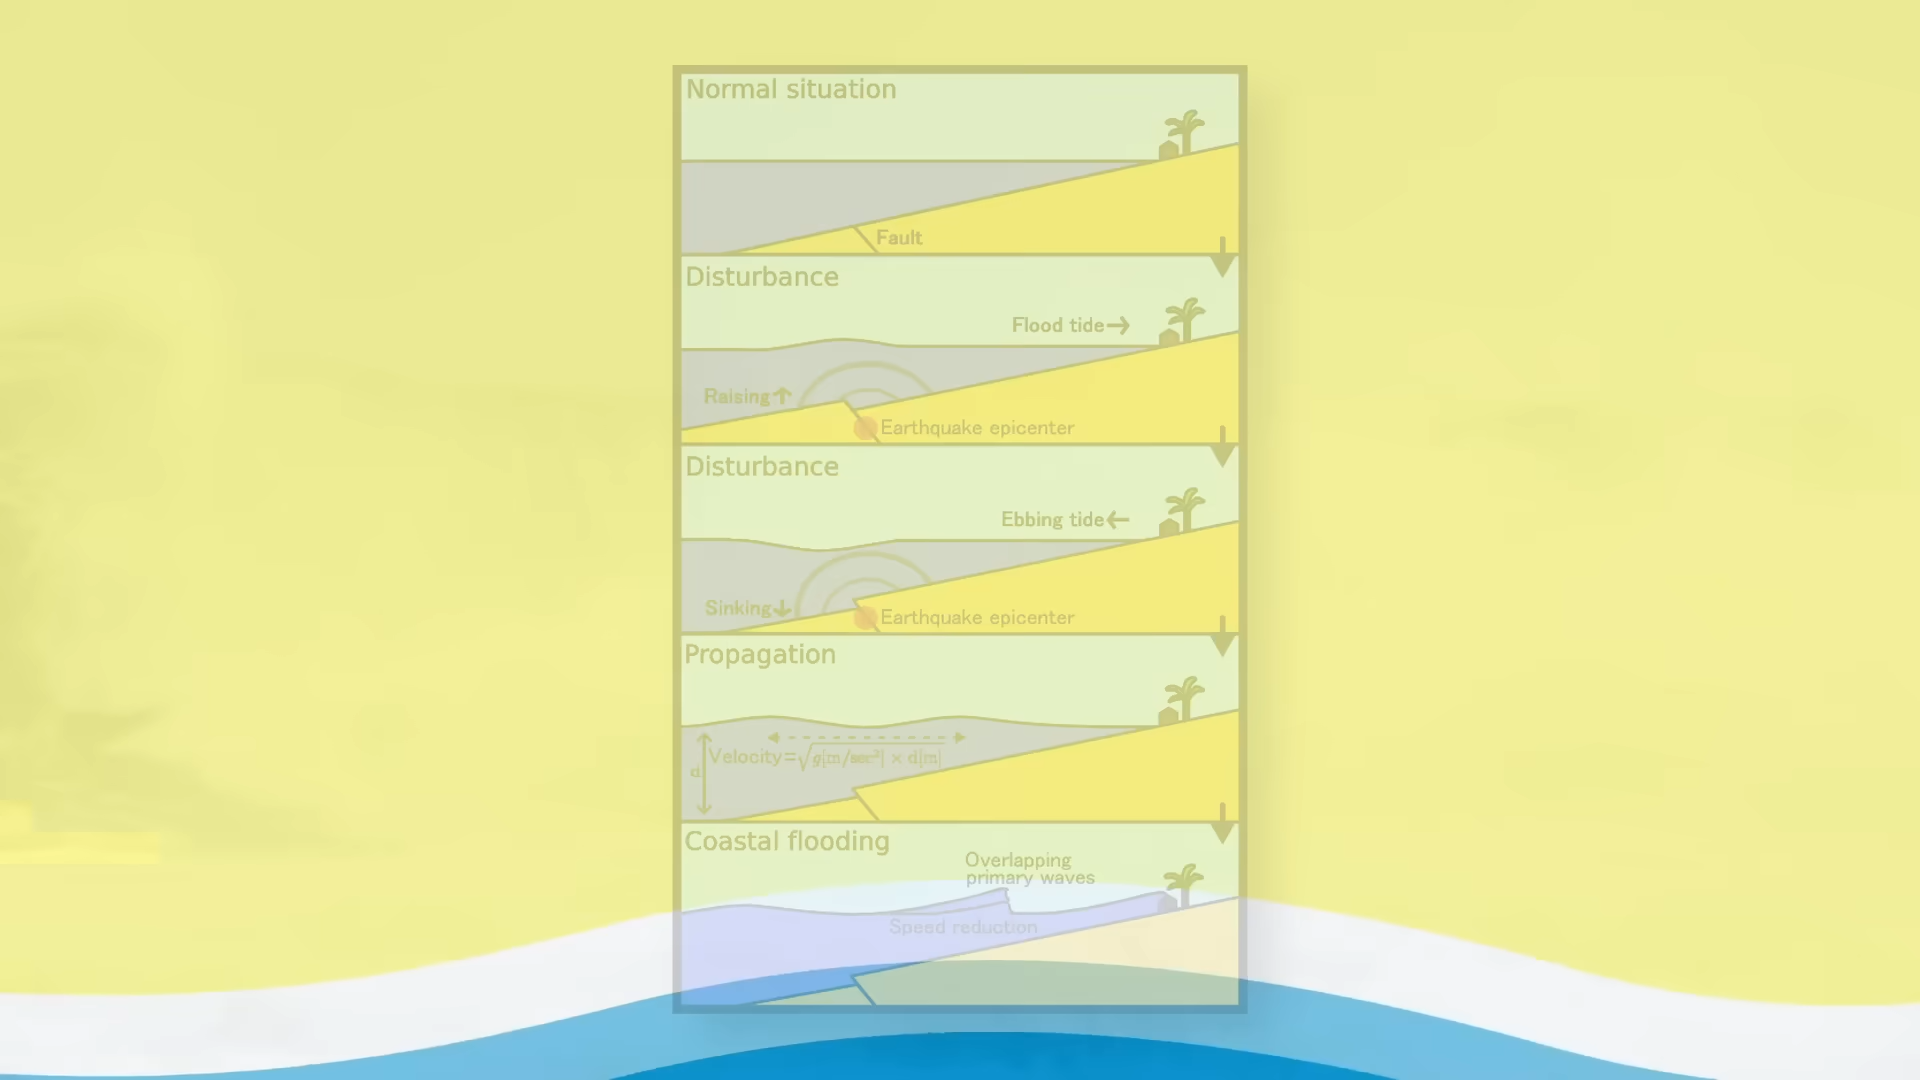 Normal situation
Fault
Disturbance
Flood tide→
Raising↑
Earthquake epicenter
Disturbance
Ebbing tide←
Sinking↓
Earthquake epicenter
Propagation
Velocity=√g[m/sec²] × d[m]
d
Coastal flooding
Overlapping
primary waves
Speed reduction